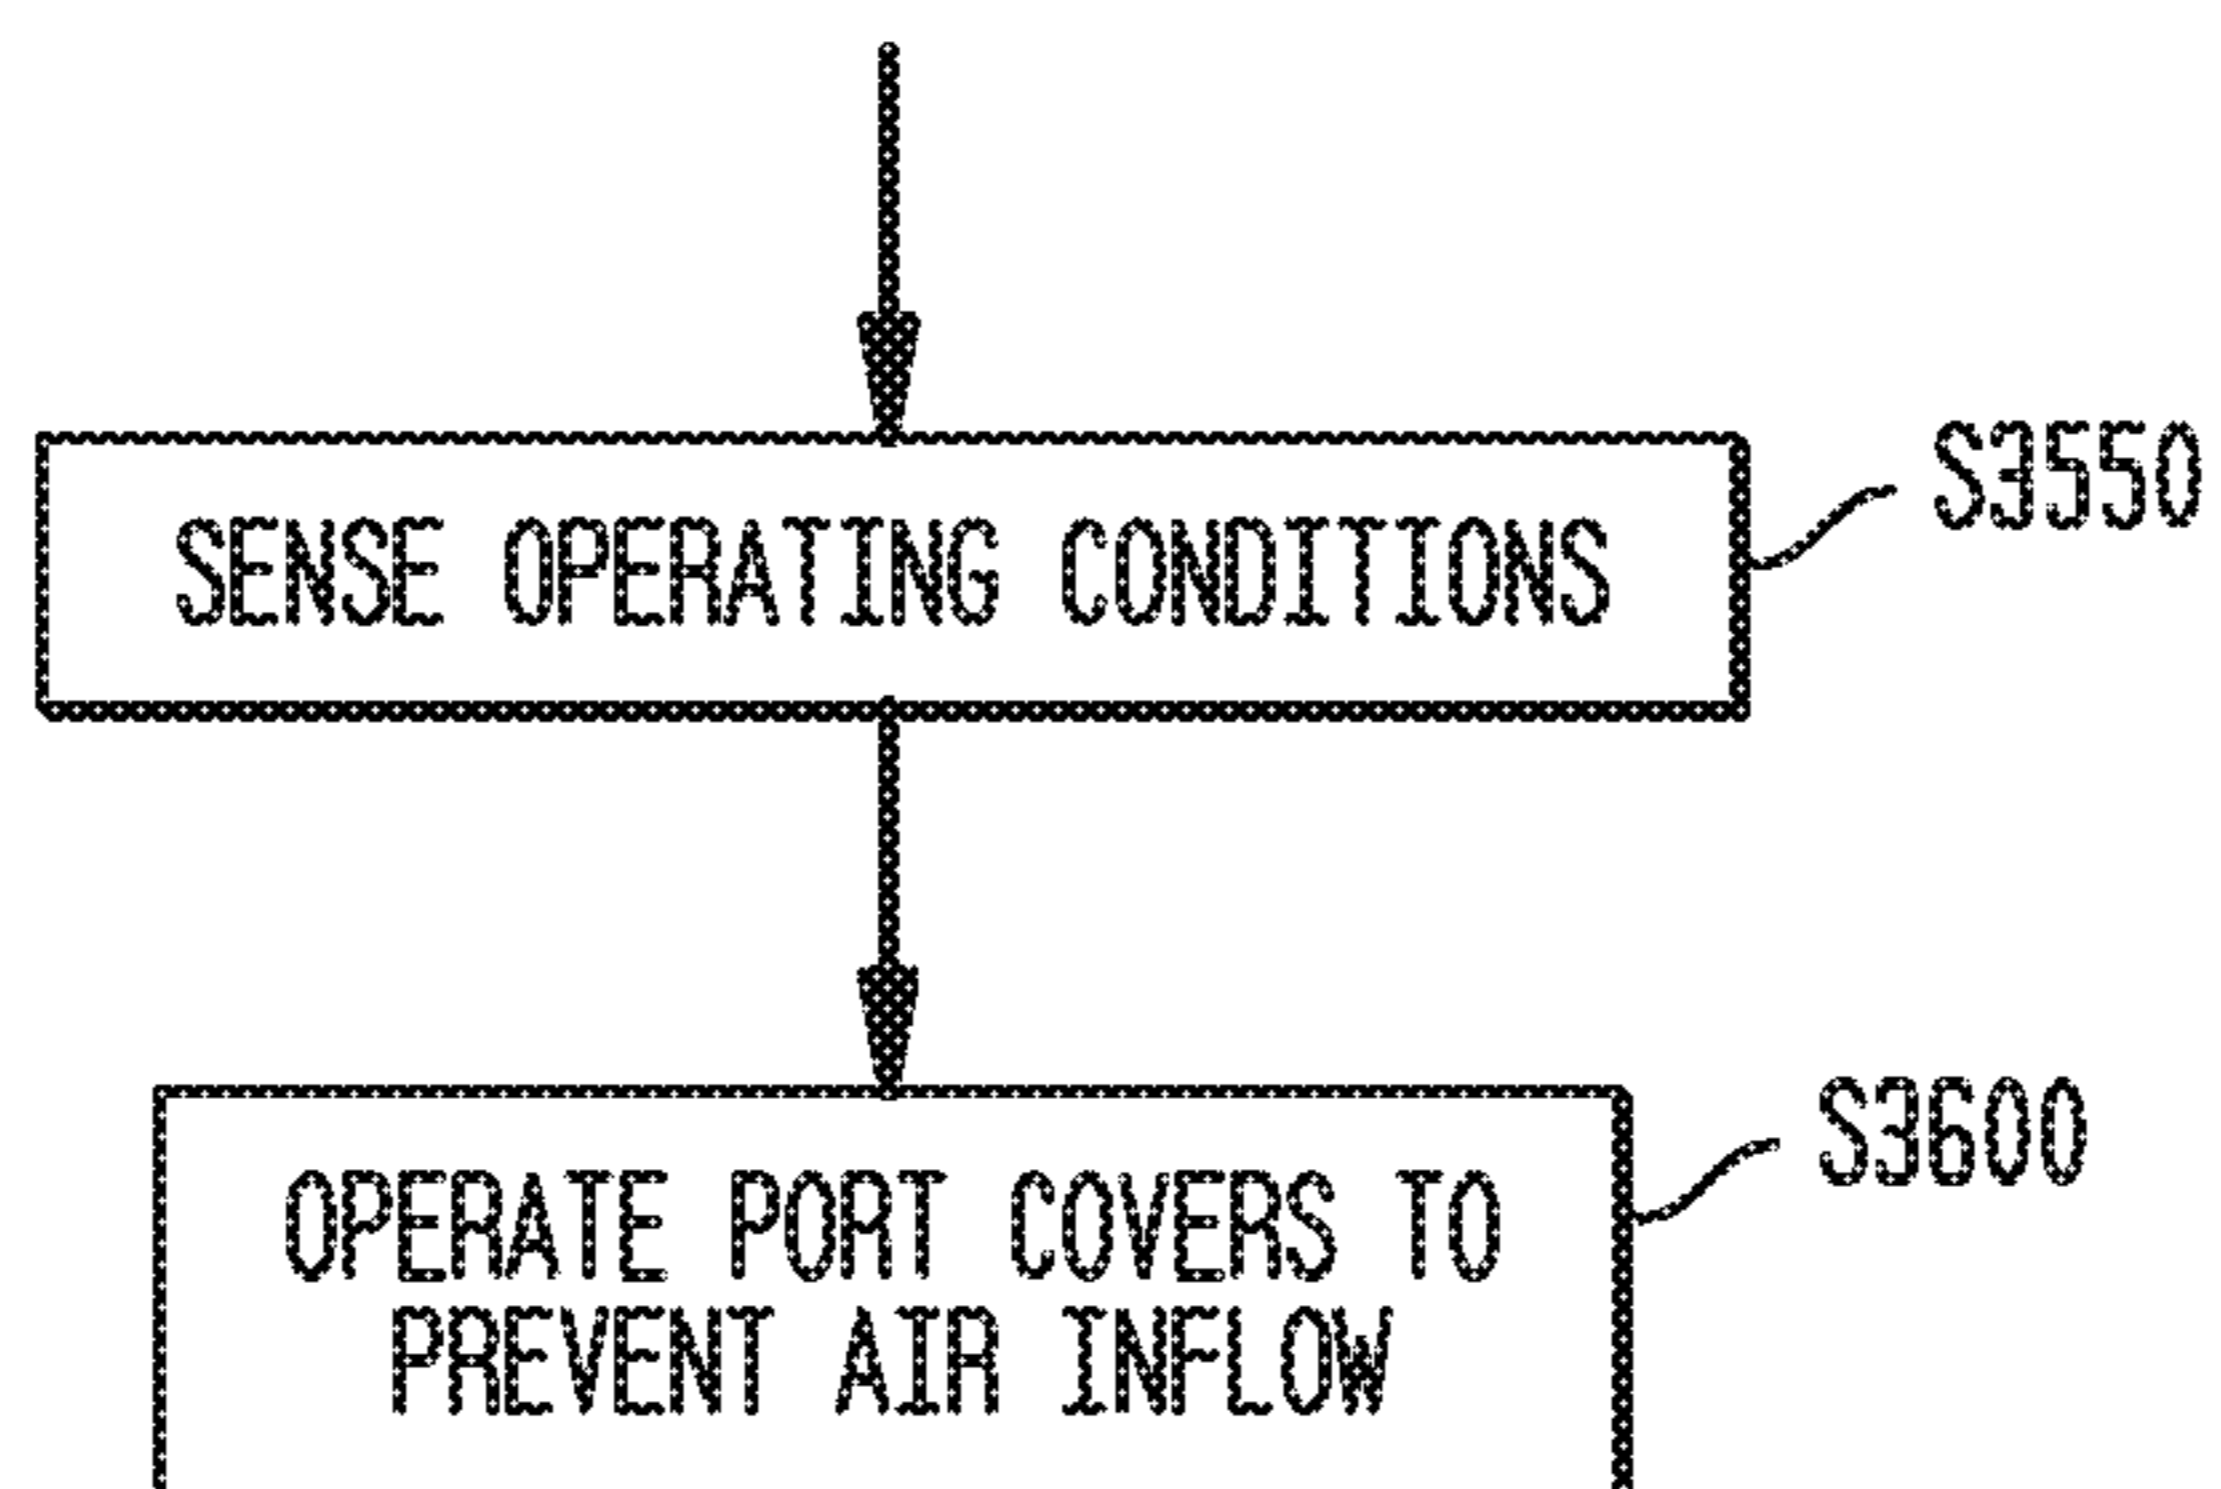 S3550
SENSE OPERATING CONDITIONS
S3600
OPERATE PORT COVERS TO
PREVENT AIR INFLOW